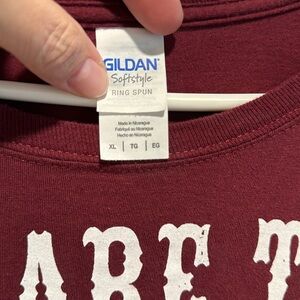 GILDAN
Softstyle
RING SPUN
Made in Nicaragua
Fabriqué au Nicaragua
Hecho en Nicaragua
XL | TG | EG
ARE T